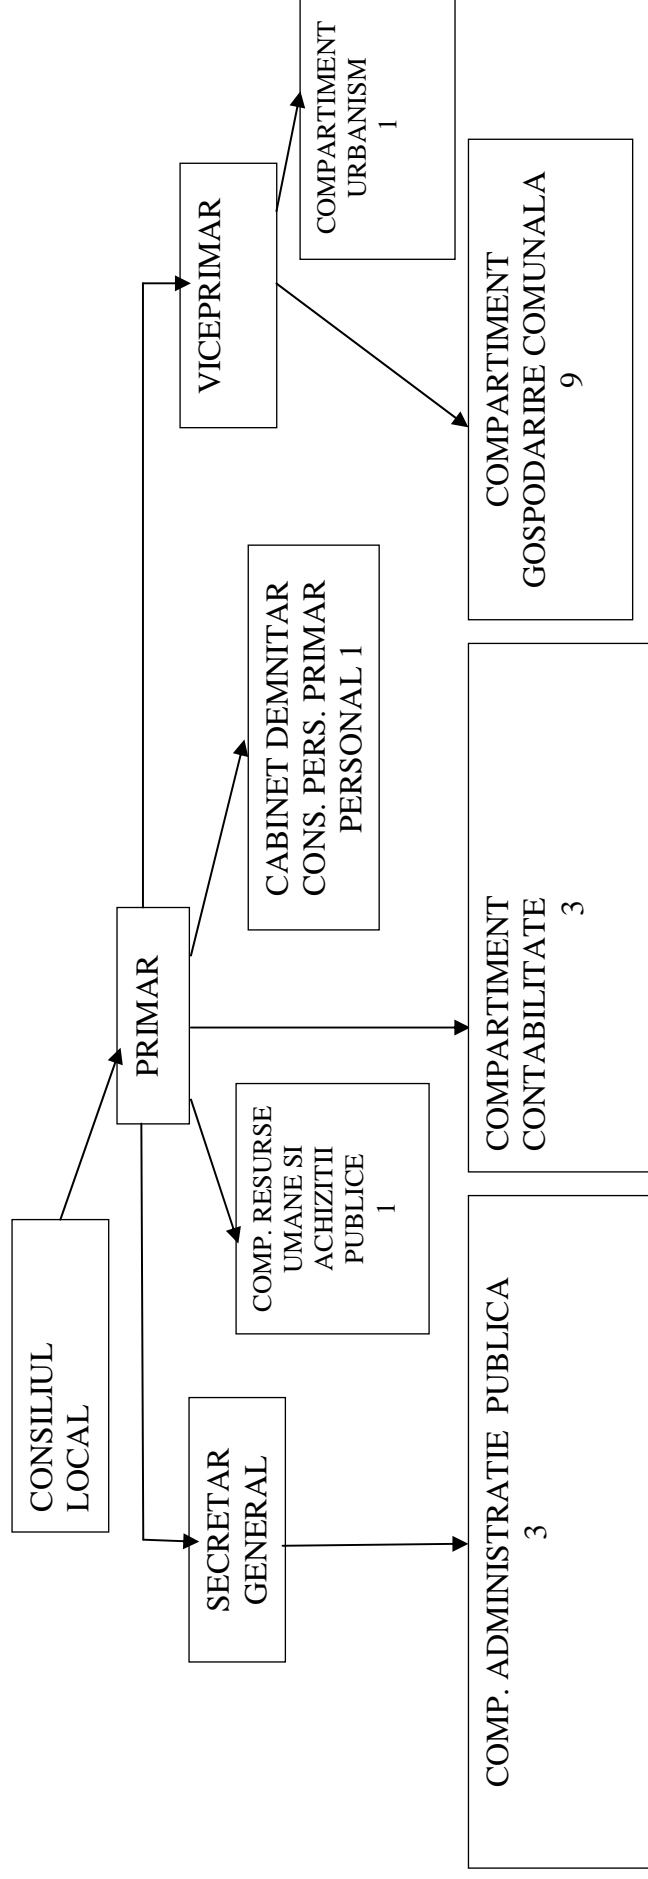 CONSILIUL
LOCAL
PRIMAR
SECRETAR
GENERAL
VICEPRIMAR
COMP. RESURSE
UMANE SI
ACHIZITII
PUBLICE
1
CABINET DEMNITAR
CONS. PERS. PRIMAR
PERSONAL 1
COMPARTIMENT
URBANISM
1
COMP. ADMINISTRATIE PUBLICA
3
COMPARTIMENT
CONTABILITATE
3
COMPARTIMENT
GOSPODARIRE COMUNALA
9